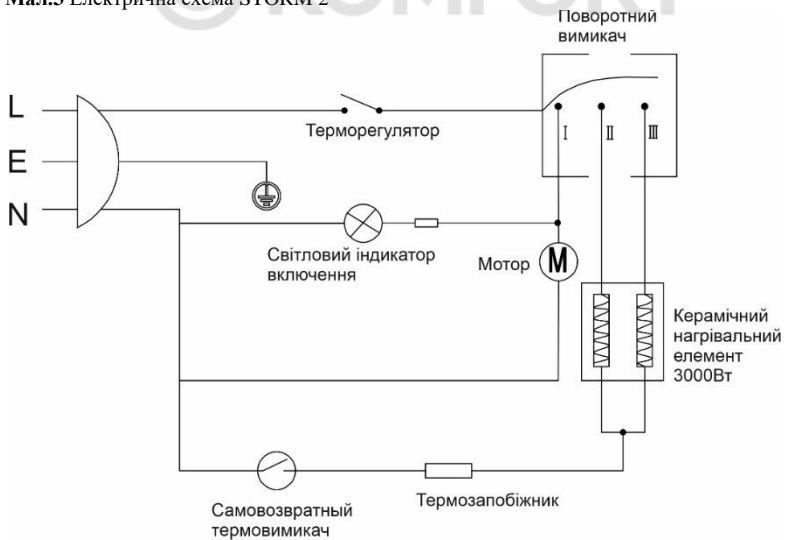 Мал.3 Електрична схема STORM 2
KOMFORT
Поворотний
вимикач
L
Терморегулятор
I
II
III
E
N
Світловий індикатор
включення
Мотор
M
Керамічний
нагрівальний
елемент
3000Вт
Самовозвратный
термовимикач
Термозапобіжник